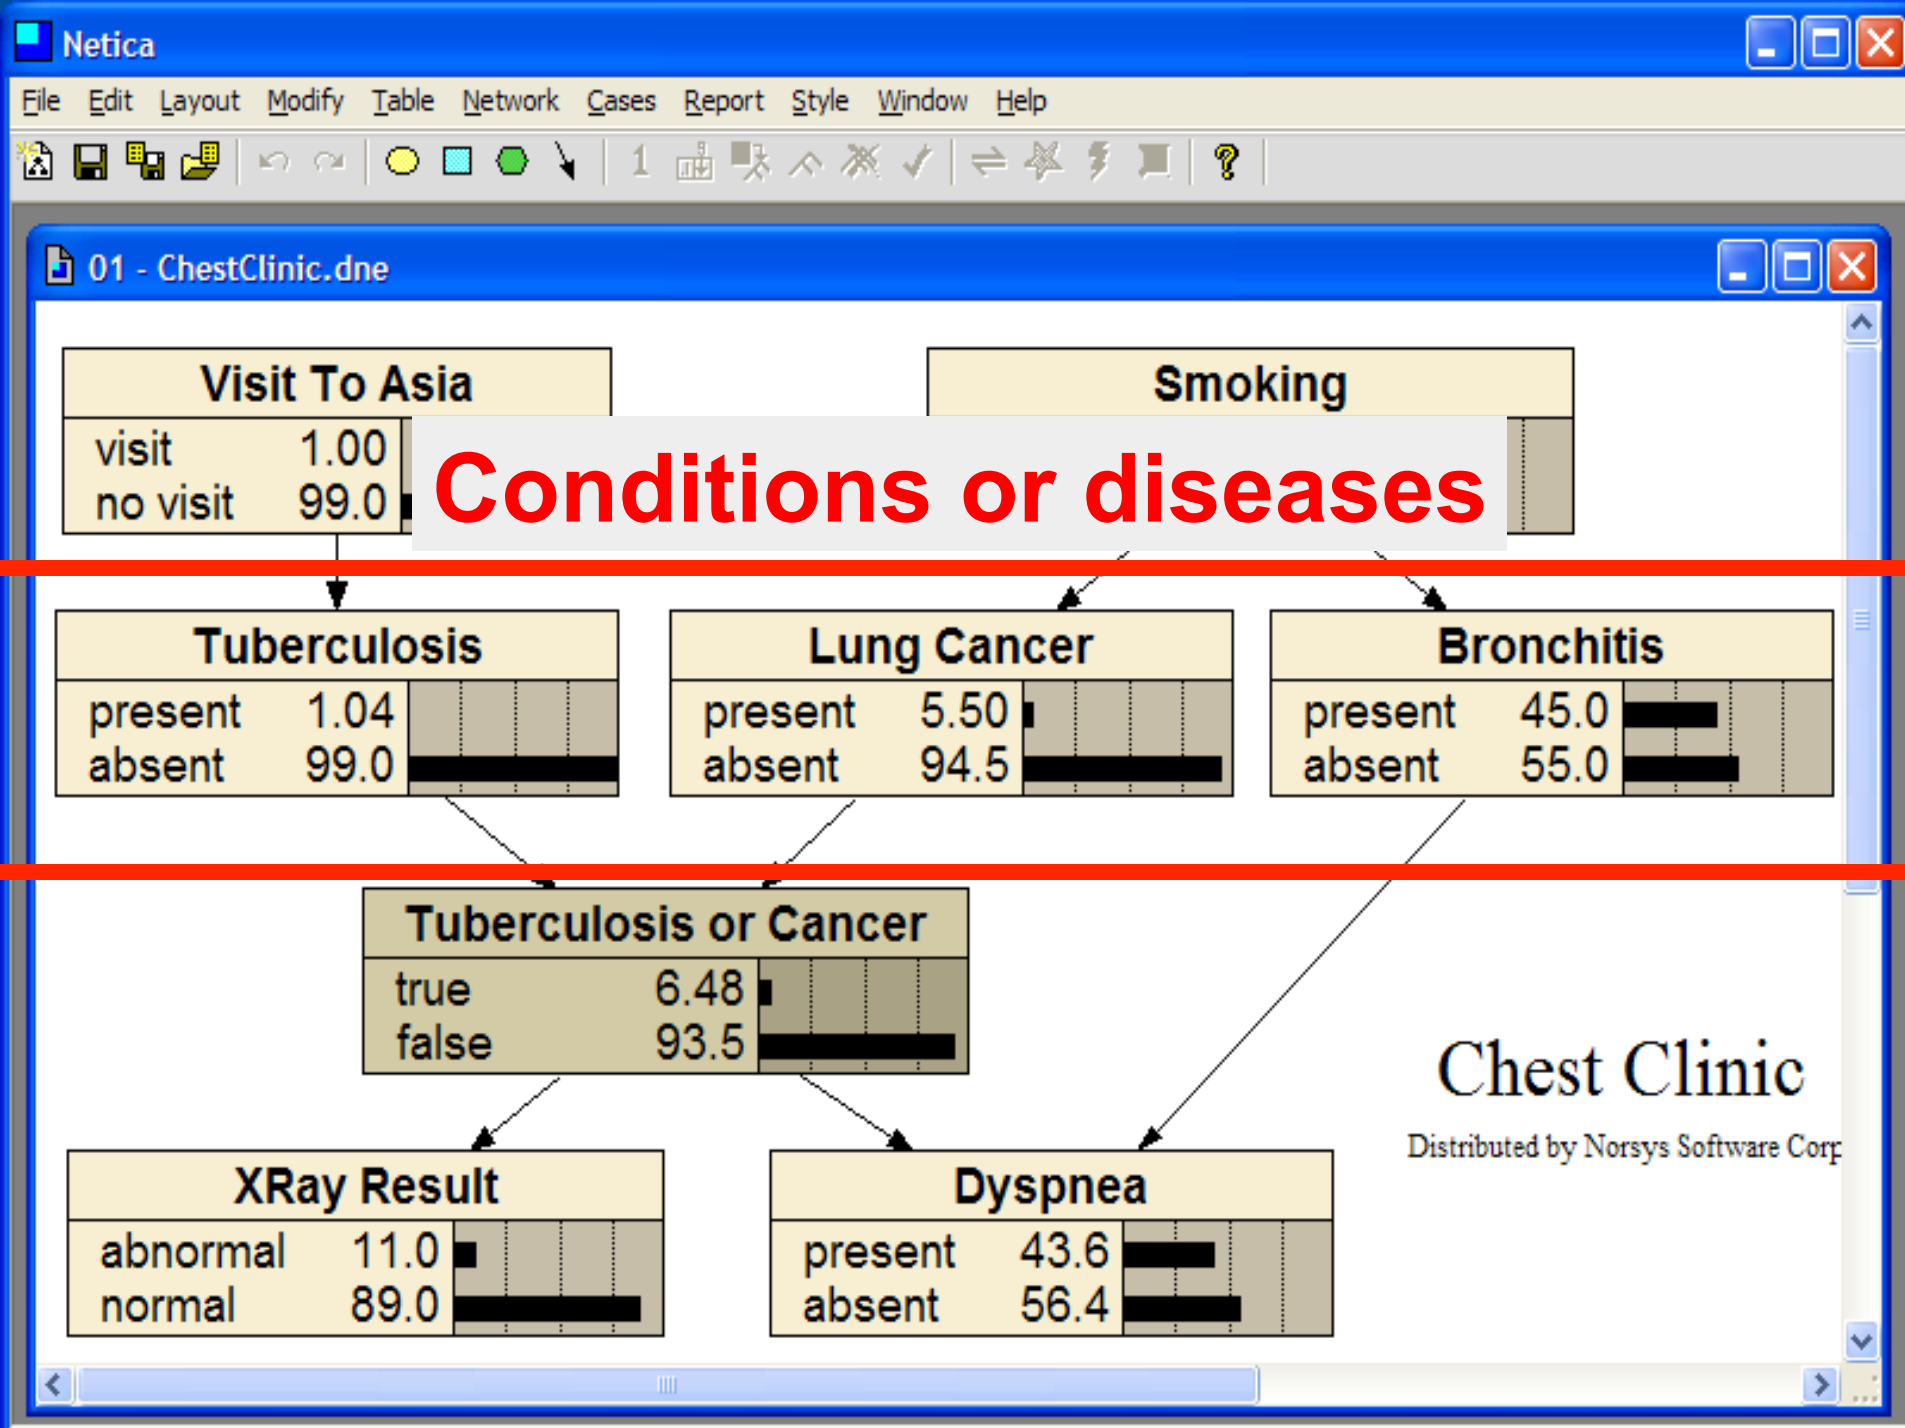 Netica
File Edit Layout Modify Table Network Cases Report Style Window Help
1 ?
01 - ChestClinic.dne
Visit To Asia
visit 1.00
no visit 99.0
Smoking
Conditions or diseases
Tuberculosis
present 1.04
absent 99.0
Lung Cancer
present 5.50
absent 94.5
Bronchitis
present 45.0
absent 55.0
Tuberculosis or Cancer
true 6.48
false 93.5
Chest Clinic
Distributed by Norsys Software Corp
XRay Result
abnormal 11.0
normal 89.0
Dyspnea
present 43.6
absent 56.4